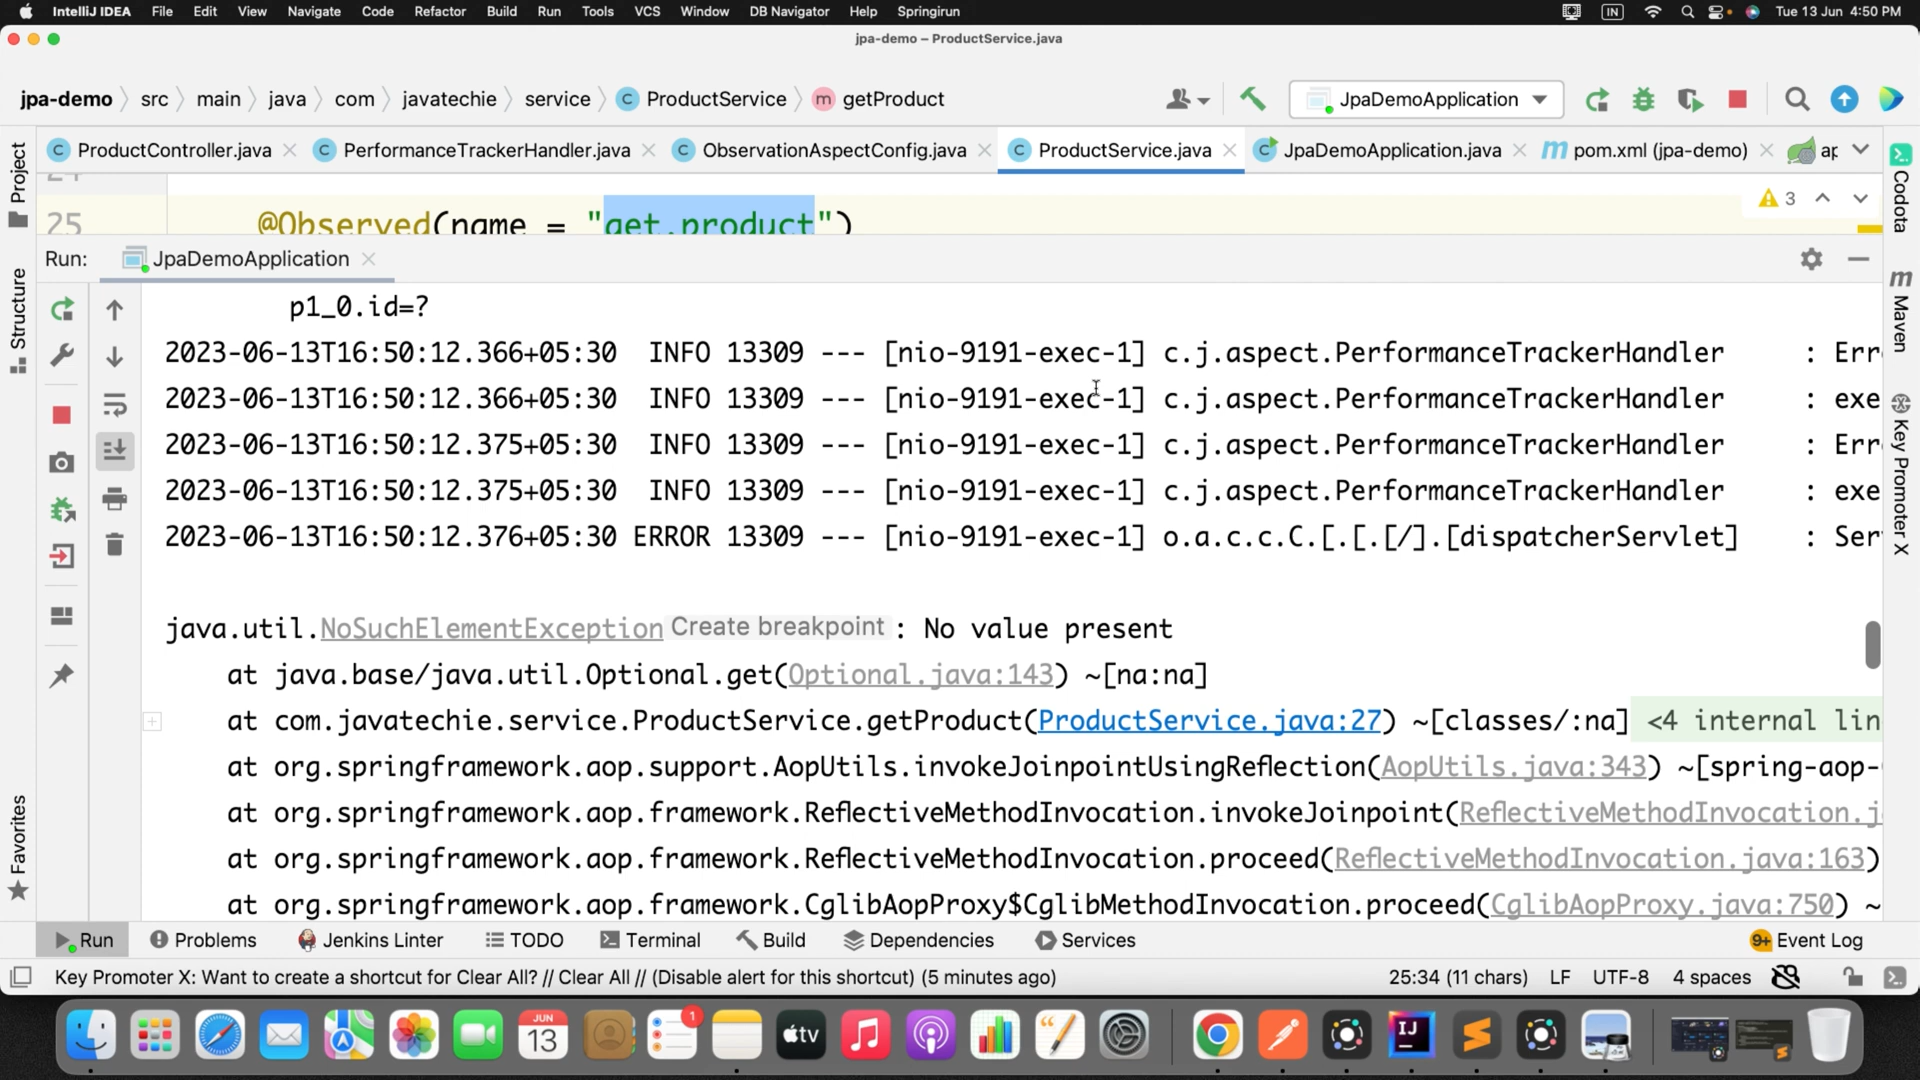 IntelliJ IDEA File Edit View Navigate Code Refactor Build Run Tools VCS Window DB Navigator Help Springirun IN Tue 13 Jun 4:50 PM
jpa-demo – ProductService.java
jpa-demo src main java com javatechie service C ProductService m getProduct JpaDemoApplication
C ProductController.java C PerformanceTrackerHandler.java C ObservationAspectConfig.java C ProductService.java C JpaDemoApplication.java m pom.xml (jpa-demo) ap
Project
Structure
Favorites
Codota
m Maven
Key Promoter X
24
25 @Observed(name = "get.product") 3
Run: JpaDemoApplication
p1_0.id=?
2023-06-13T16:50:12.366+05:30 INFO 13309 --- [nio-9191-exec-1] c.j.aspect.PerformanceTrackerHandler : Err
2023-06-13T16:50:12.366+05:30 INFO 13309 --- [nio-9191-exec-1] c.j.aspect.PerformanceTrackerHandler : exe
2023-06-13T16:50:12.375+05:30 INFO 13309 --- [nio-9191-exec-1] c.j.aspect.PerformanceTrackerHandler : Err
2023-06-13T16:50:12.375+05:30 INFO 13309 --- [nio-9191-exec-1] c.j.aspect.PerformanceTrackerHandler : exe
2023-06-13T16:50:12.376+05:30 ERROR 13309 --- [nio-9191-exec-1] o.a.c.c.C.[.[.[/].[dispatcherServlet] : Ser
java.util.NoSuchElementException Create breakpoint : No value present
at java.base/java.util.Optional.get(Optional.java:143) ~[na:na]
at com.javatechie.service.ProductService.getProduct(ProductService.java:27) ~[classes/:na] <4 internal lin
at org.springframework.aop.support.AopUtils.invokeJoinpointUsingReflection(AopUtils.java:343) ~[spring-aop-
at org.springframework.aop.framework.ReflectiveMethodInvocation.invokeJoinpoint(ReflectiveMethodInvocation.j
at org.springframework.aop.framework.ReflectiveMethodInvocation.proceed(ReflectiveMethodInvocation.java:163)
at org.springframework.aop.framework.CglibAopProxy$CglibMethodInvocation.proceed(CglibAopProxy.java:750) ~
Run Problems Jenkins Linter TODO Terminal Build Dependencies Services 9+ Event Log
Key Promoter X: Want to create a shortcut for Clear All? // Clear All // (Disable alert for this shortcut) (5 minutes ago) 25:34 (11 chars) LF UTF-8 4 spaces
JUN
13
1
tv
IJ